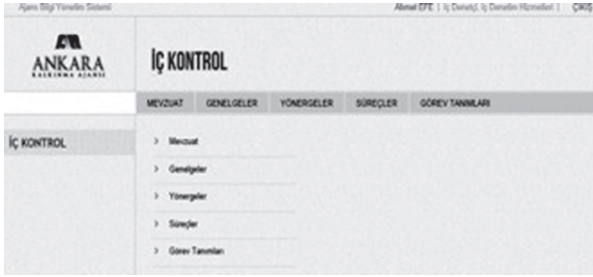 Ajans Bilgi Yönetim Sistemi
Ahmet EFE | İç Denetçi, İç Denetim Hizmetleri | ÇIKIŞ
ANKARA
KALKINMA AJANSI
İÇ KONTROL
MEVZUAT GENELGELER YÖNERGELER SÜREÇLER GÖREV TANIMLARI
İÇ KONTROL
> Mevzuat
> Genelgeler
> Yönergeler
> Süreçler
> Görev Tanımları